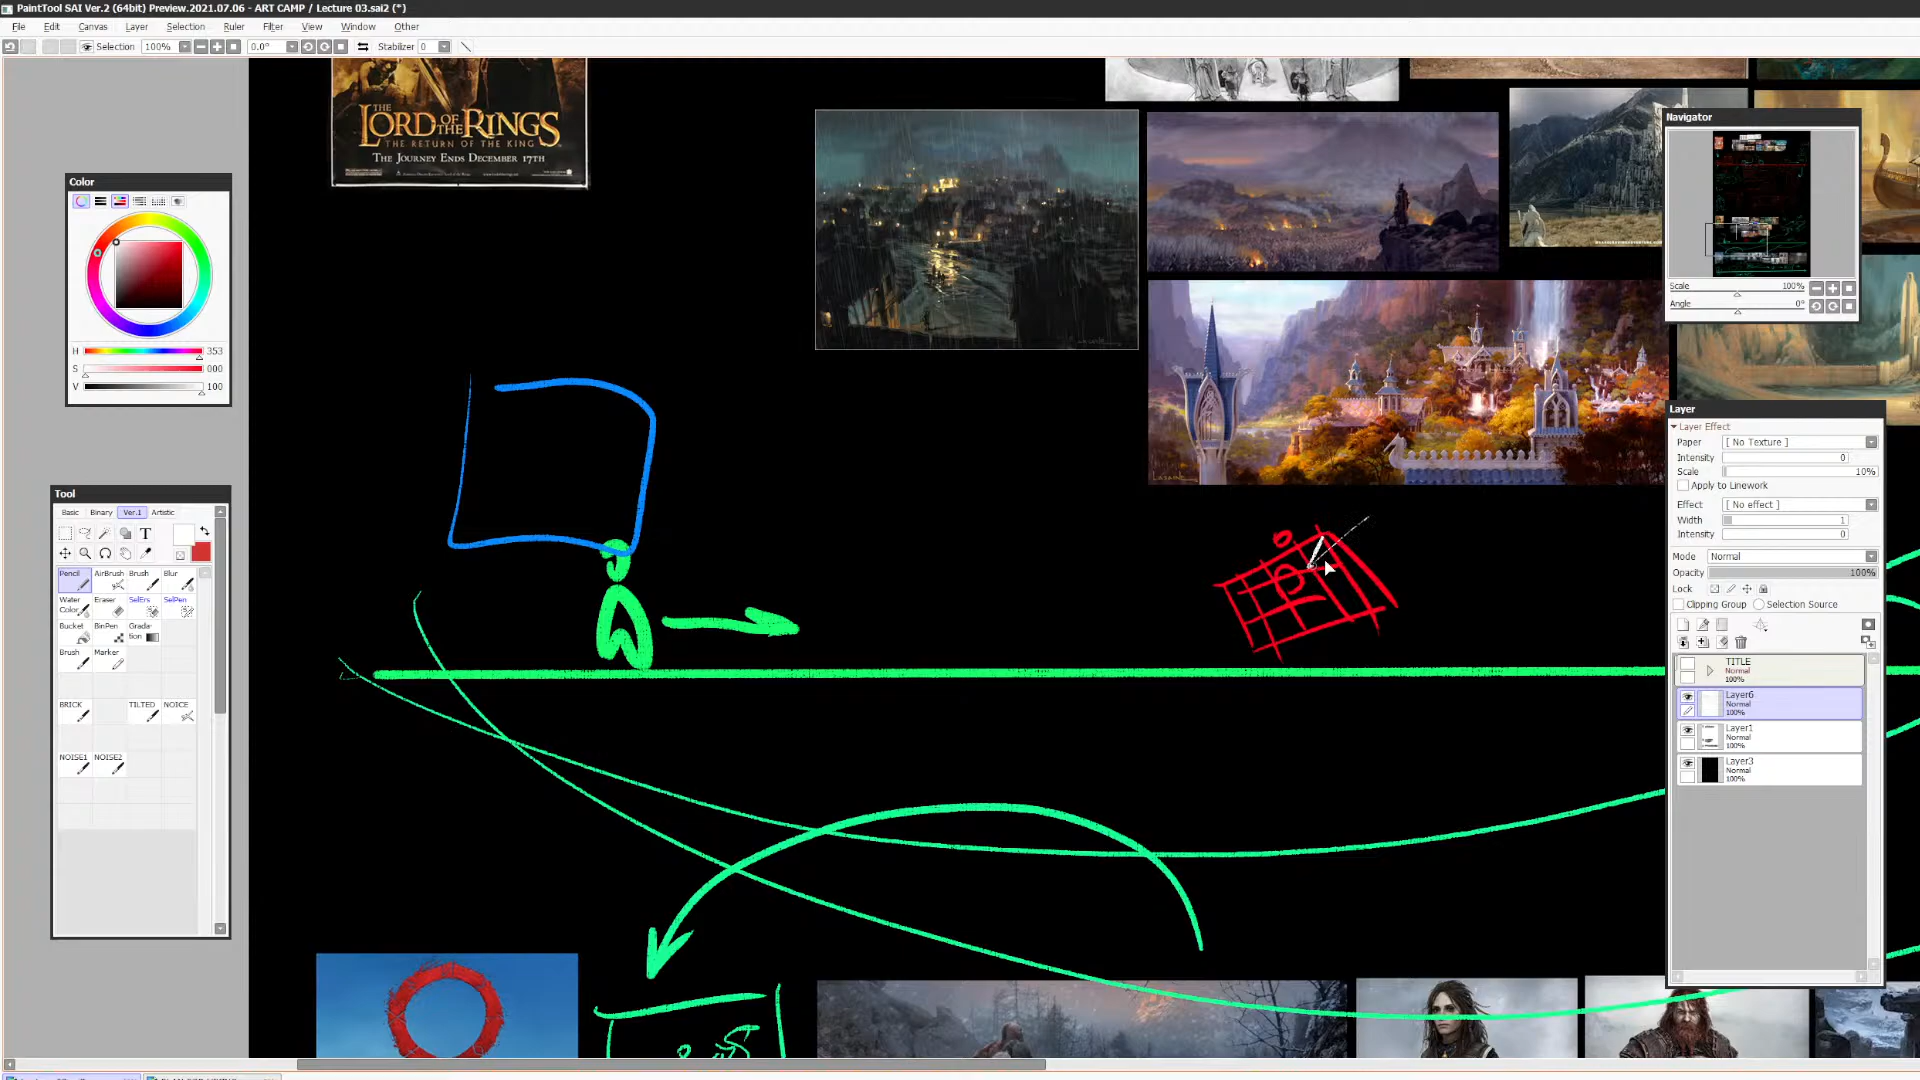 PaintTool SAI Ver.2 (64bit) Preview.2021.07.06 - ART CAMP / Lecture 03.sai2 (*)
File Edit Canvas Layer Selection Ruler Filter View Window Other
Selection 100% 0.0° Stabilizer 0
THE
LORD OF THE RINGS
THE RETURN OF THE KING
THE JOURNEY ENDS DECEMBER 17TH
Color
H 353
S 000
V 100
Tool
Basic Binary Ver.1 Artistic
T
Pencil AirBrush Brush Blur
Water Color Eraser SelErs SelPen
Bucket BinPen Gradation
Brush Marker
BRICK TILTED NOICE
NOISE1 NOISE2
Navigator
Scale 100%
Angle 0°
Layer
Layer Effect
Paper [ No Texture ]
Intensity 0
Scale 10%
Apply to Linework
Effect [ No effect ]
Width 1
Intensity 0
Mode Normal
Opacity 100%
Lock
Clipping Group Selection Source
TITLE
Normal
100%
Layer6
Normal
100%
Layer1
Normal
100%
Layer3
Normal
100%